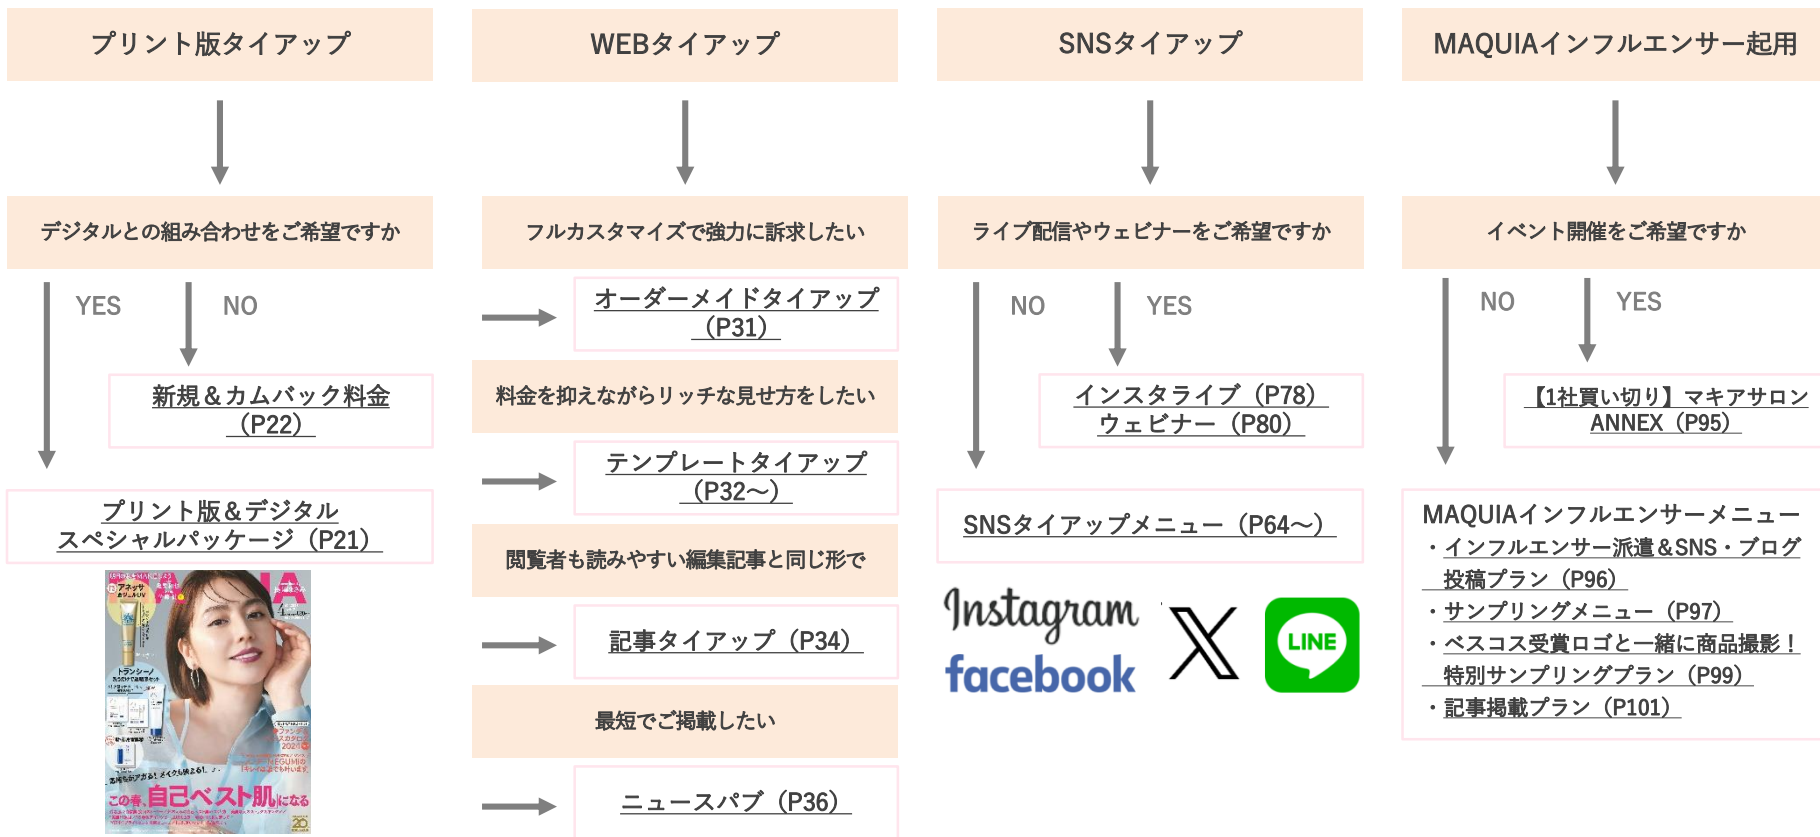 プリント版タイアップ
デジタルとの組み合わせをご希望ですか
YES
NO
新規＆カムバック料金
（P22）
プリント版＆デジタル
スペシャルパッケージ（P21）
アネッサ
トランシーノ
2024
MEGUMIの
この春、自己ベスト肌になる
20
WEBタイアップ
フルカスタマイズで強力に訴求したい
オーダーメイドタイアップ
（P31）
料金を抑えながらリッチな見せ方をしたい
テンプレートタイアップ
（P32～）
閲覧者も読みやすい編集記事と同じ形で
記事タイアップ（P34）
最短でご掲載したい
ニュースパブ（P36）
SNSタイアップ
ライブ配信やウェビナーをご希望ですか
NO
YES
インスタライブ（P78）
ウェビナー（P80）
SNSタイアップメニュー（P64～）
Instagram
facebook
X
LINE
MAQUIAインフルエンサー起用
イベント開催をご希望ですか
NO
YES
【1社買い切り】マキアサロン
ANNEX（P95）
MAQUIAインフルエンサーメニュー
・インフルエンサー派遣＆SNS・ブログ
投稿プラン（P96）
・サンプリングメニュー（P97）
・ベスコス受賞ロゴと一緒に商品撮影！
特別サンプリングプラン（P99）
・記事掲載プラン（P101）